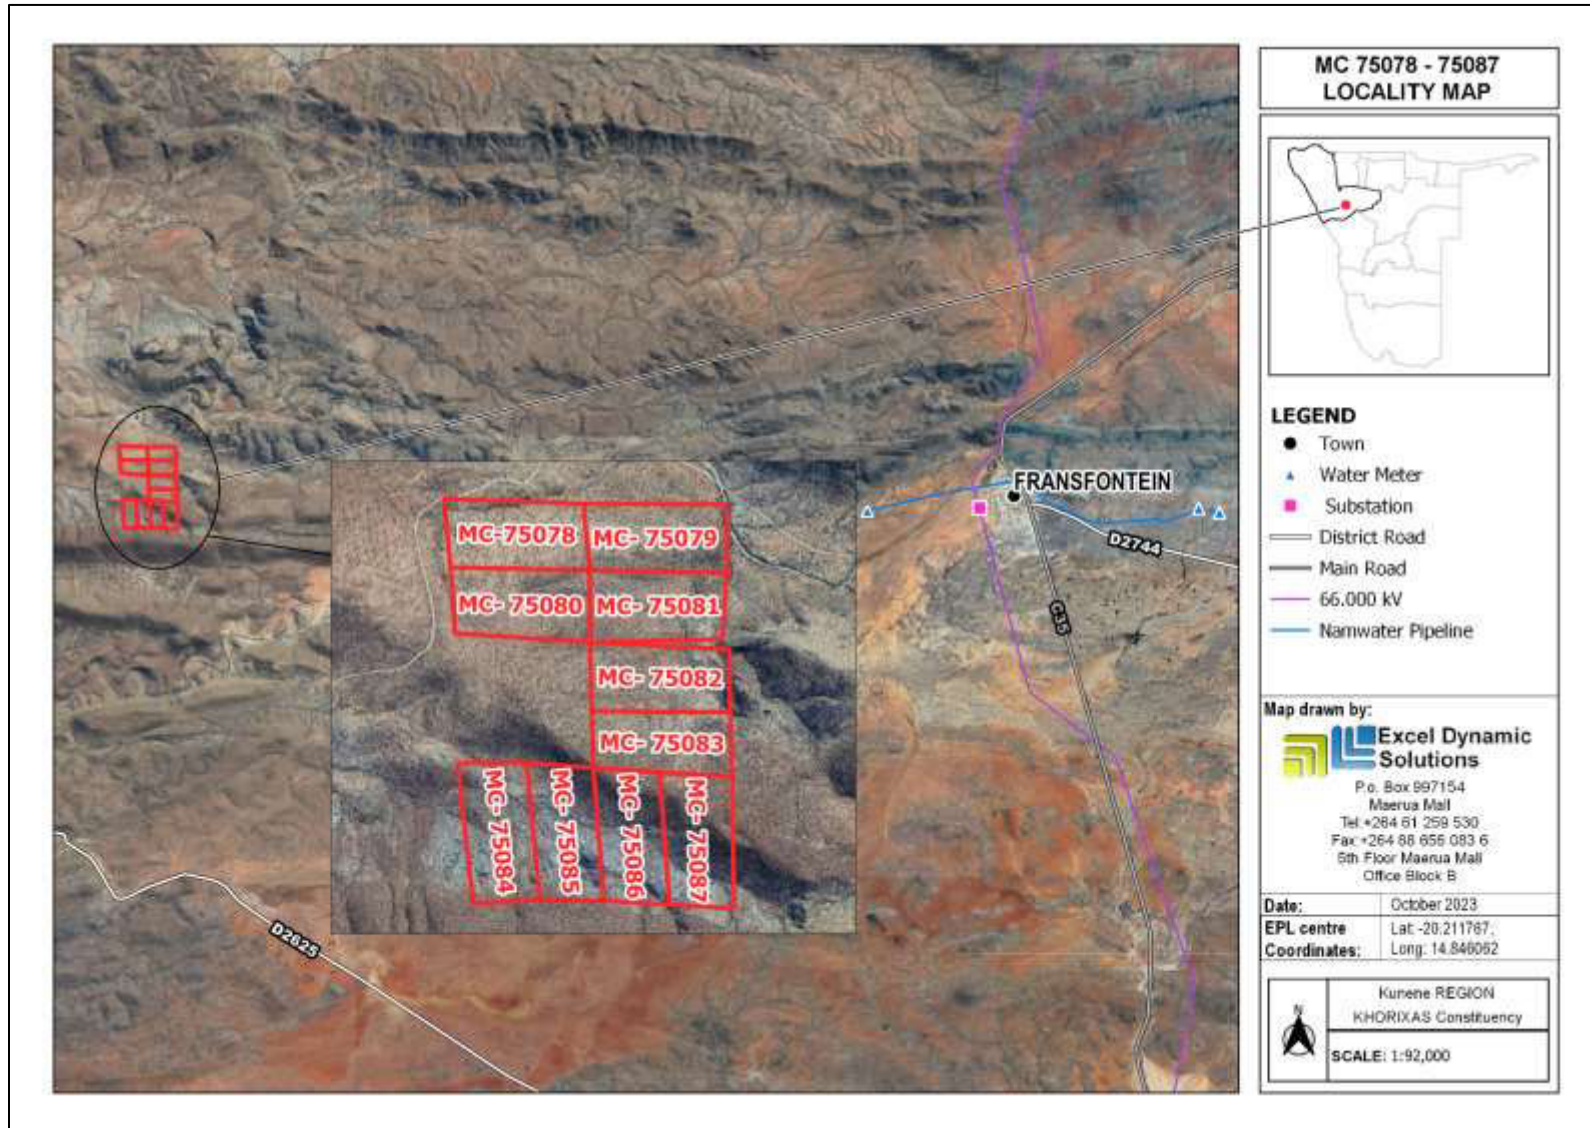 MC 75078 - 75087
LOCALITY MAP
FRANSFONTEIN
D2744
C35
D2625
MC-75078
MC- 75079
MC- 75080
MC- 75081
MC- 75082
MC- 75083
MC- 75084
MC- 75085
MC- 75086
MC- 75087
LEGEND
Town
Water Meter
Substation
District Road
Main Road
66.000 kV
Namwater Pipeline
Map drawn by:
Excel Dynamic
Solutions
P.o. Box 997154
Maerua Mall
Tel:+264 61 259 530
Fax:+264 88 656 083 6
5th Floor Maerua Mall
Office Block B
Date: October 2023
EPL centre Lat: -20.211767,
Coordinates: Long: 14.846062
N
Kunene REGION
KHORIXAS Constituency
SCALE: 1:92,000